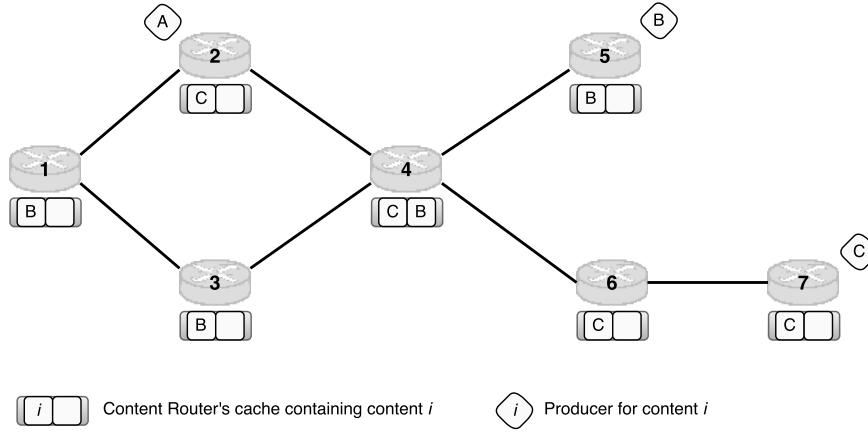 A
2
C
B
5
B
1
B
4
C B
3
B
6
C
C
7
C
i Content Router's cache containing content i
i Producer for content i